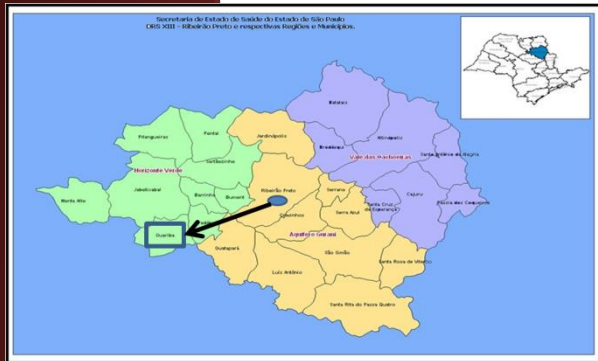 Secretaria de Estado de Saúde do Estado de São Paulo
DRS XIII - Ribeirão Preto e respectivas Regiões e Municípios.
Batatais
Pitangueiras
Pontal
Jardinópolis
Brodósqui
Altinópolis
Santo Antônio da Alegria
Sertãozinho
Vale das Cachoeiras
Horizonte Verde
Jaboticabal
Barrinha
Dumont
Ribeirão Preto
Serrana
Cajuru
Monte Alto
Santa Cruz da Esperança
Cássia dos Coqueiros
Cravinhos
Serra Azul
Guariba
Aquífero Guarani
Guatapará
São Simão
Luís Antônio
Santa Rosa de Viterbo
Santa Rita do Passa Quatro